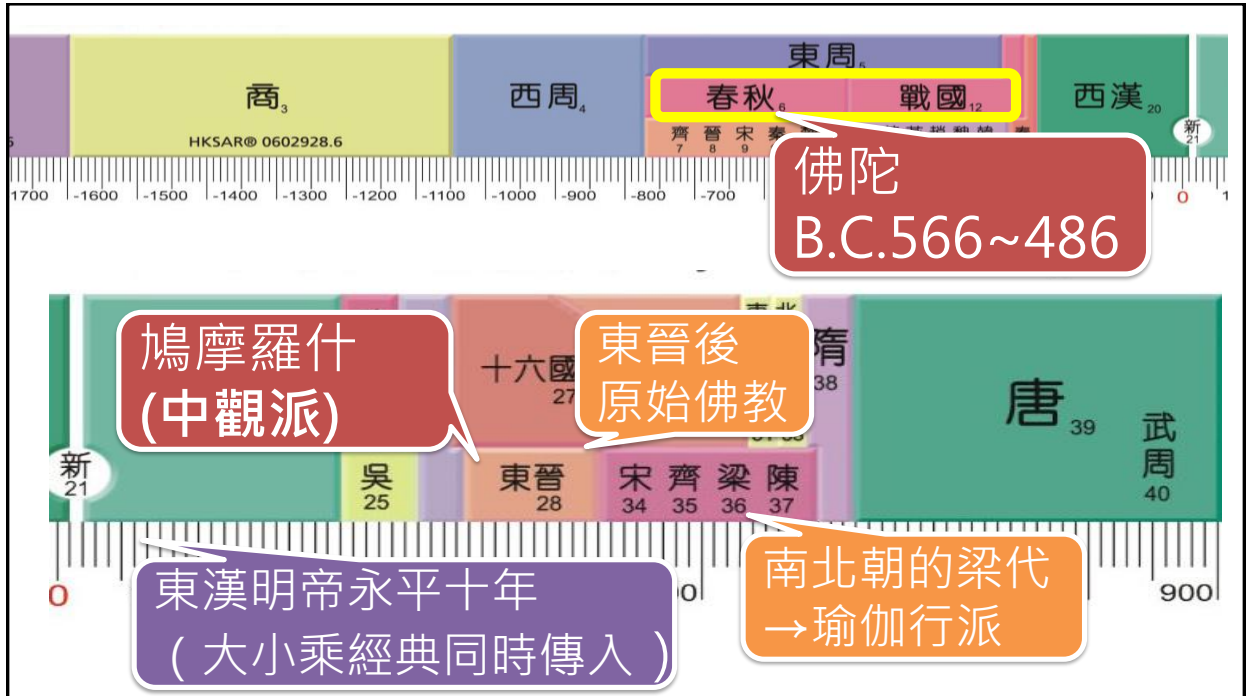 東周5
商3
西周4
春秋6
戰國12
西漢20
新21
HKSAR® 0602928.6
齊7 晉8 宋9 秦
1700 -1600 -1500 -1400 -1300 -1200 -1100 -1000 -900 -800 -700 0 1
佛陀
B.C.566~486
鳩摩羅什
(中觀派)
十六國
27
東晉後
原始佛教
隋
38
唐39
武周
40
新
21
吳
25
東晉
28
宋 齊 梁 陳
34 35 36 37
0 900
東漢明帝永平十年
（大小乘經典同時傳入）
南北朝的梁代
→瑜伽行派